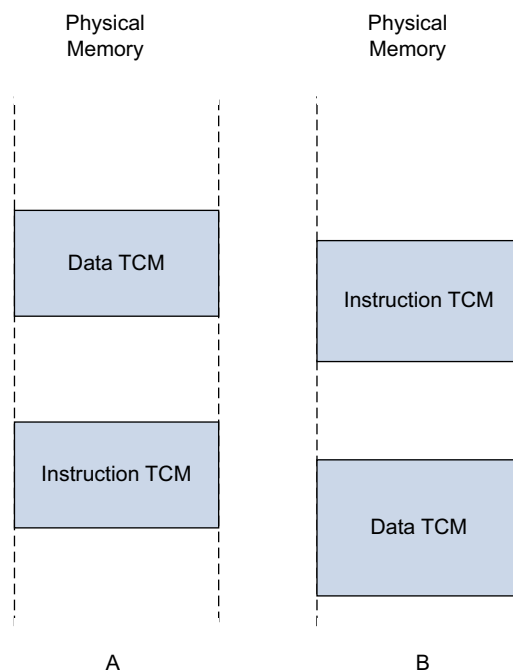 Physical
Memory
Physical
Memory
Data TCM
Instruction TCM
Instruction TCM
Data TCM
A
B